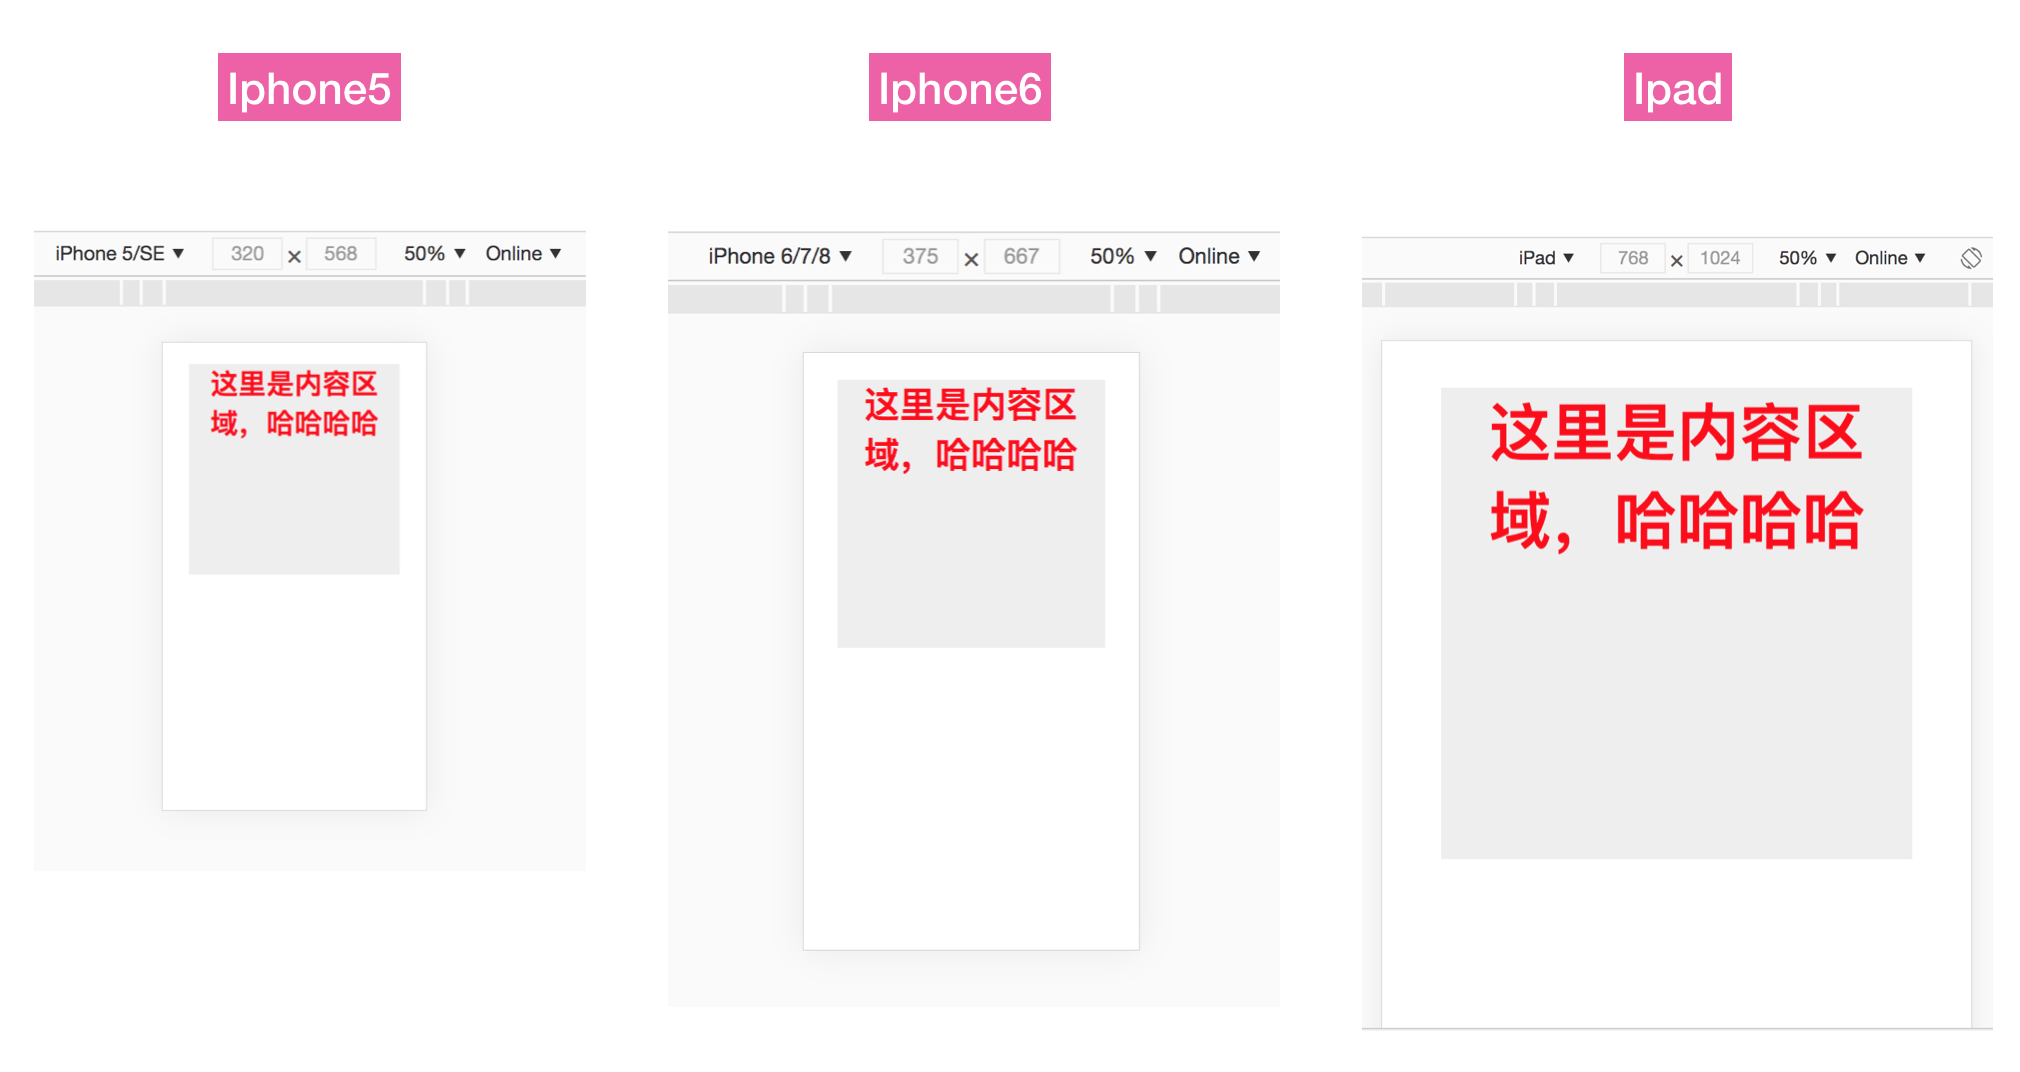 Iphone5
Iphone6
Ipad
iPhone 5/SE ▼ 320 × 568 50% ▼ Online ▼
这里是内容区
域，哈哈哈哈
iPhone 6/7/8 ▼ 375 × 667 50% ▼ Online ▼
这里是内容区
域，哈哈哈哈
iPad ▼ 768 × 1024 50% ▼ Online ▼
这里是内容区
域，哈哈哈哈